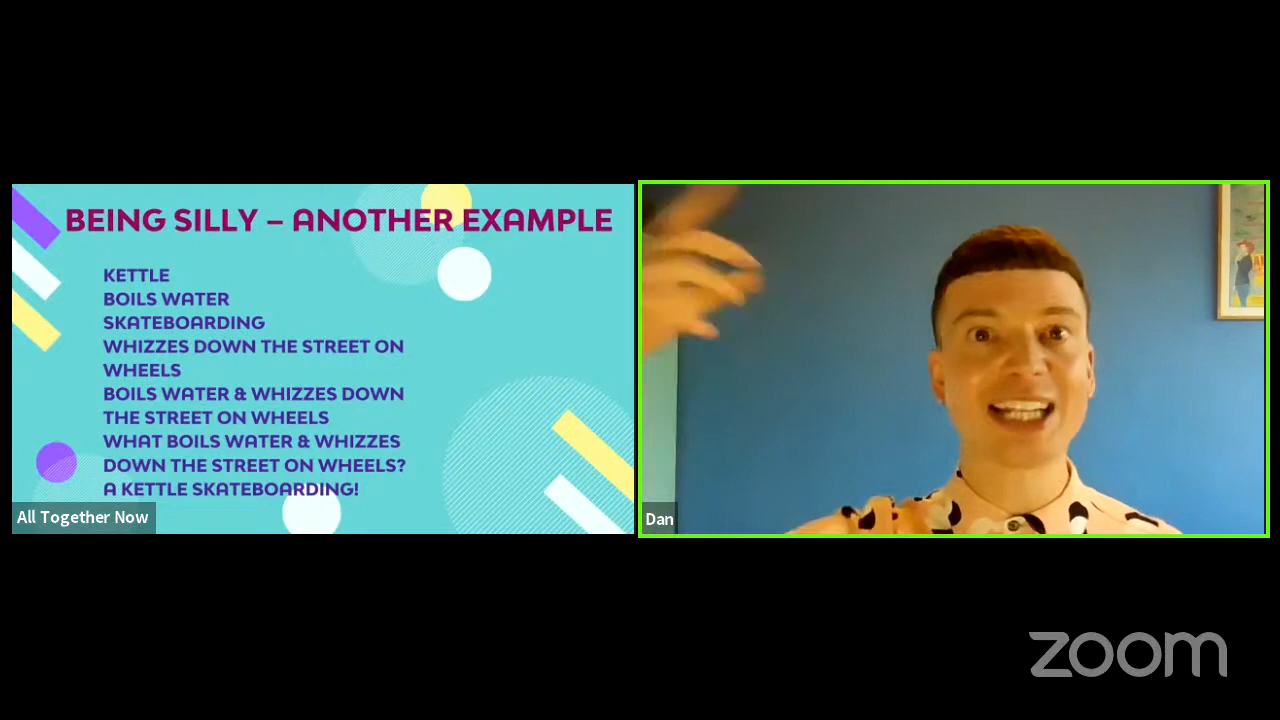 BEING SILLY – ANOTHER EXAMPLE
KETTLE
BOILS WATER
SKATEBOARDING
WHIZZES DOWN THE STREET ON
WHEELS
BOILS WATER & WHIZZES DOWN
THE STREET ON WHEELS
WHAT BOILS WATER & WHIZZES
DOWN THE STREET ON WHEELS?
A KETTLE SKATEBOARDING!
All Together Now
Dan
zoom